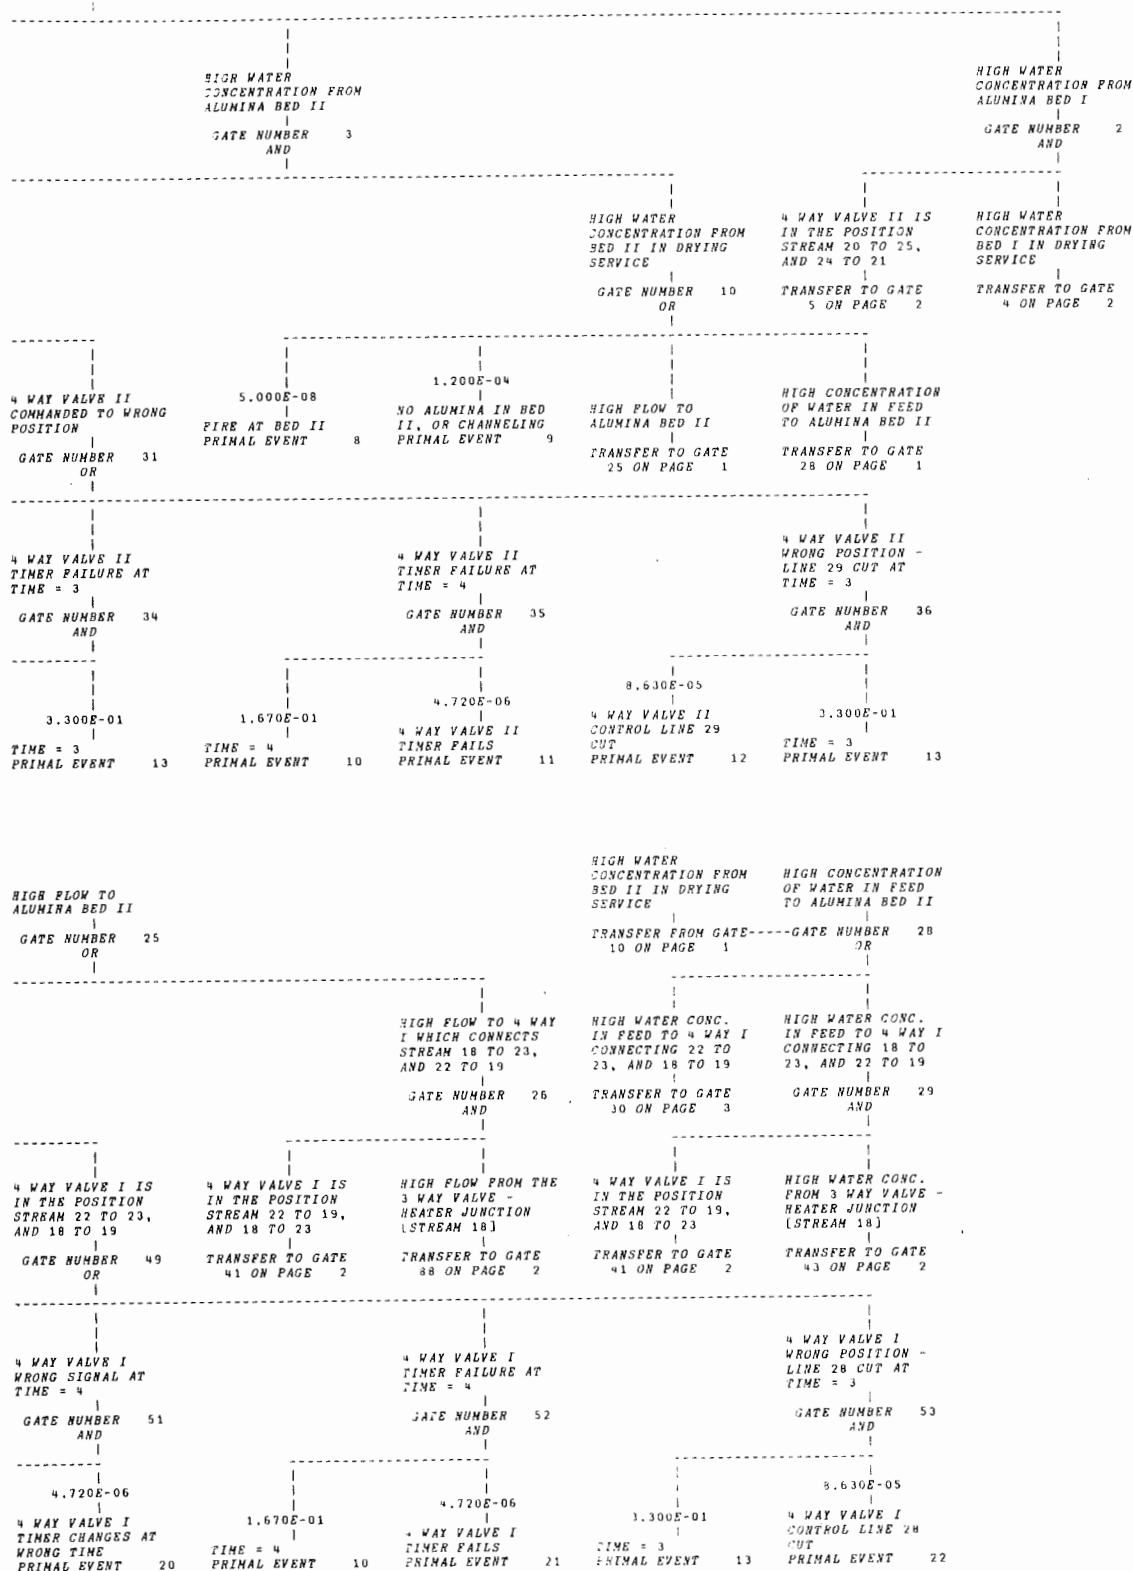 HIGH WATER
CONCENTRATION FROM
ALUMINA BED II
GATE NUMBER 3
AND
HIGH WATER
CONCENTRATION FROM
ALUMINA BED I
GATE NUMBER 2
AND
HIGH WATER
CONCENTRATION FROM
BED II IN DRYING
SERVICE
GATE NUMBER 10
OR
4 WAY VALVE II IS
IN THE POSITION
STREAM 20 TO 25,
AND 24 TO 21
TRANSFER TO GATE
5 ON PAGE 2
HIGH WATER
CONCENTRATION FROM
BED I IN DRYING
SERVICE
TRANSFER TO GATE
4 ON PAGE 2
4 WAY VALVE II
COMMANDED TO WRONG
POSITION
GATE NUMBER 31
OR
5.000E-08
FIRE AT BED II
PRIMAL EVENT 8
1.200E-04
NO ALUMINA IN BED
II, OR CHANNELING
PRIMAL EVENT 9
HIGH FLOW TO
ALUMINA BED II
TRANSFER TO GATE
25 ON PAGE 1
HIGH CONCENTRATION
OF WATER IN FEED
TO ALUMINA BED II
TRANSFER TO GATE
28 ON PAGE 1
4 WAY VALVE II
TIMER FAILURE AT
TIME = 3
GATE NUMBER 34
AND
4 WAY VALVE II
TIMER FAILURE AT
TIME = 4
GATE NUMBER 35
AND
4 WAY VALVE II
WRONG POSITION -
LINE 29 CUT AT
TIME = 3
GATE NUMBER 36
AND
3.300E-01
TIME = 3
PRIMAL EVENT 13
1.670E-01
TIME = 4
PRIMAL EVENT 10
4.720E-06
4 WAY VALVE II
TIMER FAILS
PRIMAL EVENT 11
8.630E-05
4 WAY VALVE II
CONTROL LINE 29
CUT
PRIMAL EVENT 12
3.300E-01
TIME = 3
PRIMAL EVENT 13
HIGH FLOW TO
ALUMINA BED II
GATE NUMBER 25
OR
HIGH WATER
CONCENTRATION FROM
BED II IN DRYING
SERVICE
TRANSFER FROM GATE-----GATE NUMBER 28
10 ON PAGE 1
HIGH CONCENTRATION
OF WATER IN FEED
TO ALUMINA BED II
OR
HIGH FLOW TO 4 WAY
I WHICH CONNECTS
STREAM 18 TO 23,
AND 22 TO 19
GATE NUMBER 26
AND
HIGH WATER CONC.
IN FEED TO 4 WAY I
CONNECTING 22 TO
23, AND 18 TO 19
TRANSFER TO GATE
30 ON PAGE 3
HIGH WATER CONC.
IN FEED TO 4 WAY I
CONNECTING 18 TO
23, AND 22 TO 19
GATE NUMBER 29
AND
4 WAY VALVE I IS
IN THE POSITION
STREAM 22 TO 23,
AND 18 TO 19
GATE NUMBER 49
OR
4 WAY VALVE I IS
IN THE POSITION
STREAM 22 TO 19,
AND 18 TO 23
TRANSFER TO GATE
41 ON PAGE 2
HIGH FLOW FROM THE
3 WAY VALVE -
HEATER JUNCTION
[STREAM 18]
TRANSFER TO GATE
88 ON PAGE 2
4 WAY VALVE I IS
IN THE POSITION
STREAM 22 TO 19,
AND 18 TO 23
TRANSFER TO GATE
41 ON PAGE 2
HIGH WATER CONC.
FROM 3 WAY VALVE -
HEATER JUNCTION
[STREAM 18]
TRANSFER TO GATE
43 ON PAGE 2
4 WAY VALVE I
WRONG SIGNAL AT
TIME = 4
GATE NUMBER 51
AND
4 WAY VALVE I
TIMER FAILURE AT
TIME = 4
GATE NUMBER 52
AND
4 WAY VALVE I
WRONG POSITION -
LINE 28 CUT AT
TIME = 3
GATE NUMBER 53
AND
4.720E-06
4 WAY VALVE I
TIMER CHANGES AT
WRONG TIME
PRIMAL EVENT 20
1.670E-01
TIME = 4
PRIMAL EVENT 10
4.720E-06
4 WAY VALVE I
TIMER FAILS
PRIMAL EVENT 21
3.300E-01
TIME = 3
PRIMAL EVENT 13
8.630E-05
4 WAY VALVE I
CONTROL LINE 28
CUT
PRIMAL EVENT 22